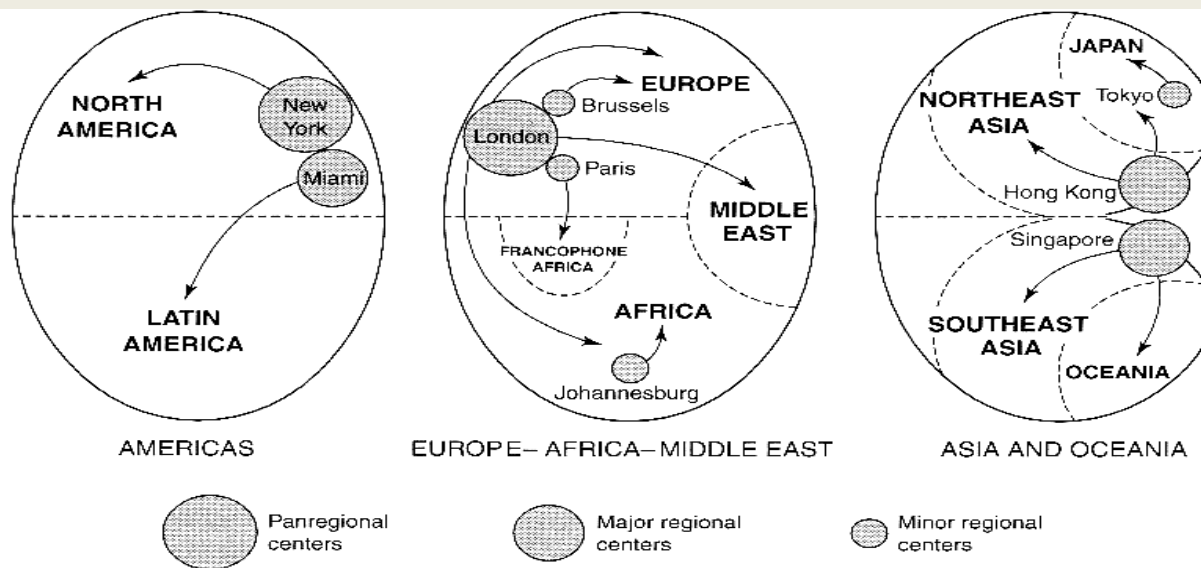 NORTH
AMERICA
New
York
Miami
LATIN
AMERICA
AMERICAS
EUROPE
Brussels
London
Paris
MIDDLE
EAST
FRANCOPHONE
AFRICA
AFRICA
Johannesburg
EUROPE–AFRICA–MIDDLE EAST
JAPAN
Tokyo
NORTHEAST
ASIA
Hong Kong
Singapore
SOUTHEAST
ASIA
OCEANIA
ASIA AND OCEANIA
Panregional
centers
Major regional
centers
Minor regional
centers